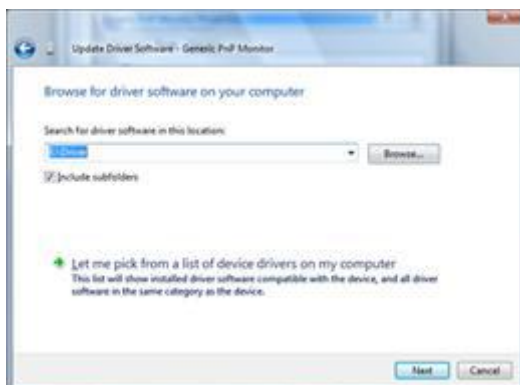 Update Driver Software - Generic PnP Monitor
Browse for driver software on your computer
Search for driver software in this location:
Browse...
Include subfolders
Let me pick from a list of device drivers on my computer
This list will show installed driver software compatible with the device, and all driver
software in the same category as the device.
Next
Cancel